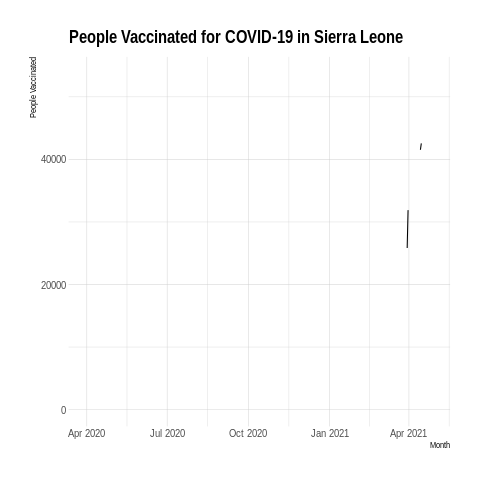 People Vaccinated for COVID-19 in Sierra Leone
People Vaccinated
40000
20000
0
Apr 2020 Jul 2020 Oct 2020 Jan 2021 Apr 2021
Month